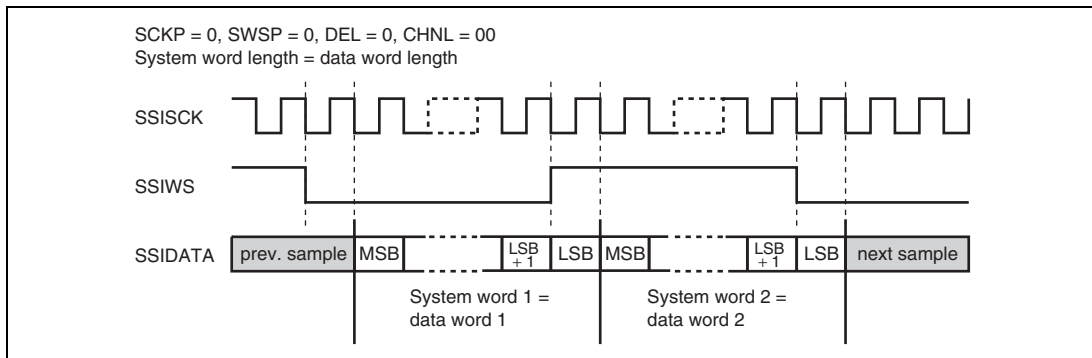 SCKP = 0, SWSP = 0, DEL = 0, CHNL = 00
System word length = data word length
SSISCK
SSIWS
SSIDATA
prev. sample
MSB
LSB
+ 1
LSB
MSB
LSB
+ 1
LSB
next sample
System word 1 =
data word 1
System word 2 =
data word 2